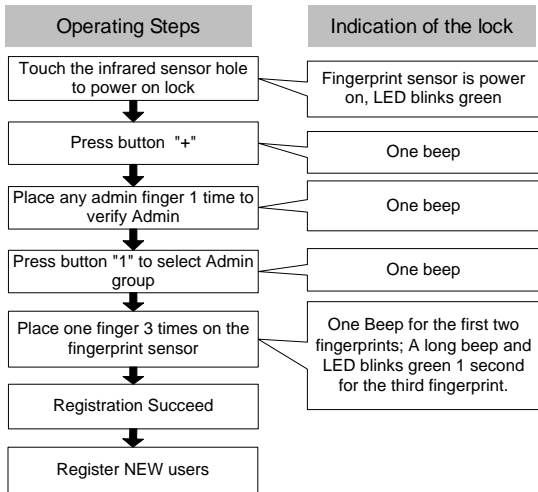 Operating Steps
Indication of the lock
Touch the infrared sensor hole
to power on lock
Fingerprint sensor is power
on, LED blinks green
Press button "+"
One beep
Place any admin finger 1 time to
verify Admin
One beep
Press button "1" to select Admin
group
One beep
Place one finger 3 times on the
fingerprint sensor
One Beep for the first two
fingerprints; A long beep and
LED blinks green 1 second
for the third fingerprint.
Registration Succeed
Register NEW users